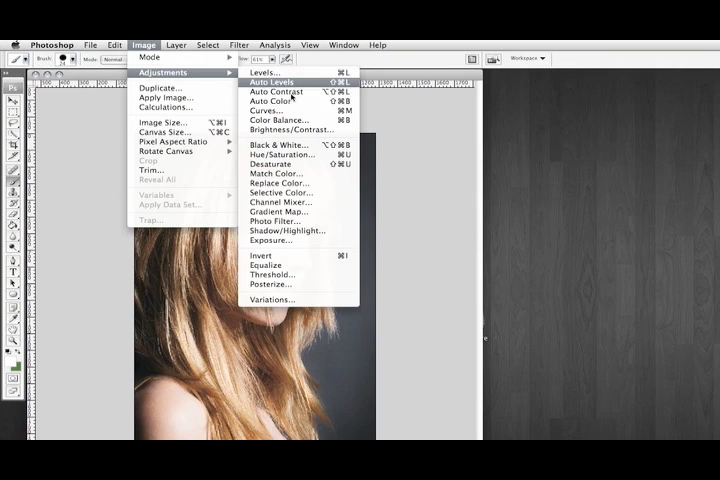 Photoshop File Edit Image Layer Select Filter Analysis View Window Help
Brush: 24 Mode: Normal 61% Workspace
Mode
Adjustments
Duplicate...
Apply Image...
Calculations...
Image Size... ⌥⌘I
Canvas Size... ⌥⌘C
Pixel Aspect Ratio
Rotate Canvas
Crop
Trim...
Reveal All
Variables
Apply Data Set...
Trap...
Levels... ⌘L
Auto Levels ⇧⌘L
Auto Contrast ⌥⇧⌘L
Auto Color ⇧⌘B
Curves... ⌘M
Color Balance... ⌘B
Brightness/Contrast...
Black & White... ⌥⇧⌘B
Hue/Saturation... ⌘U
Desaturate ⇧⌘U
Match Color...
Replace Color...
Selective Color...
Channel Mixer...
Gradient Map...
Photo Filter...
Shadow/Highlight...
Exposure...
Invert ⌘I
Equalize
Threshold...
Posterize...
Variations...
Ps